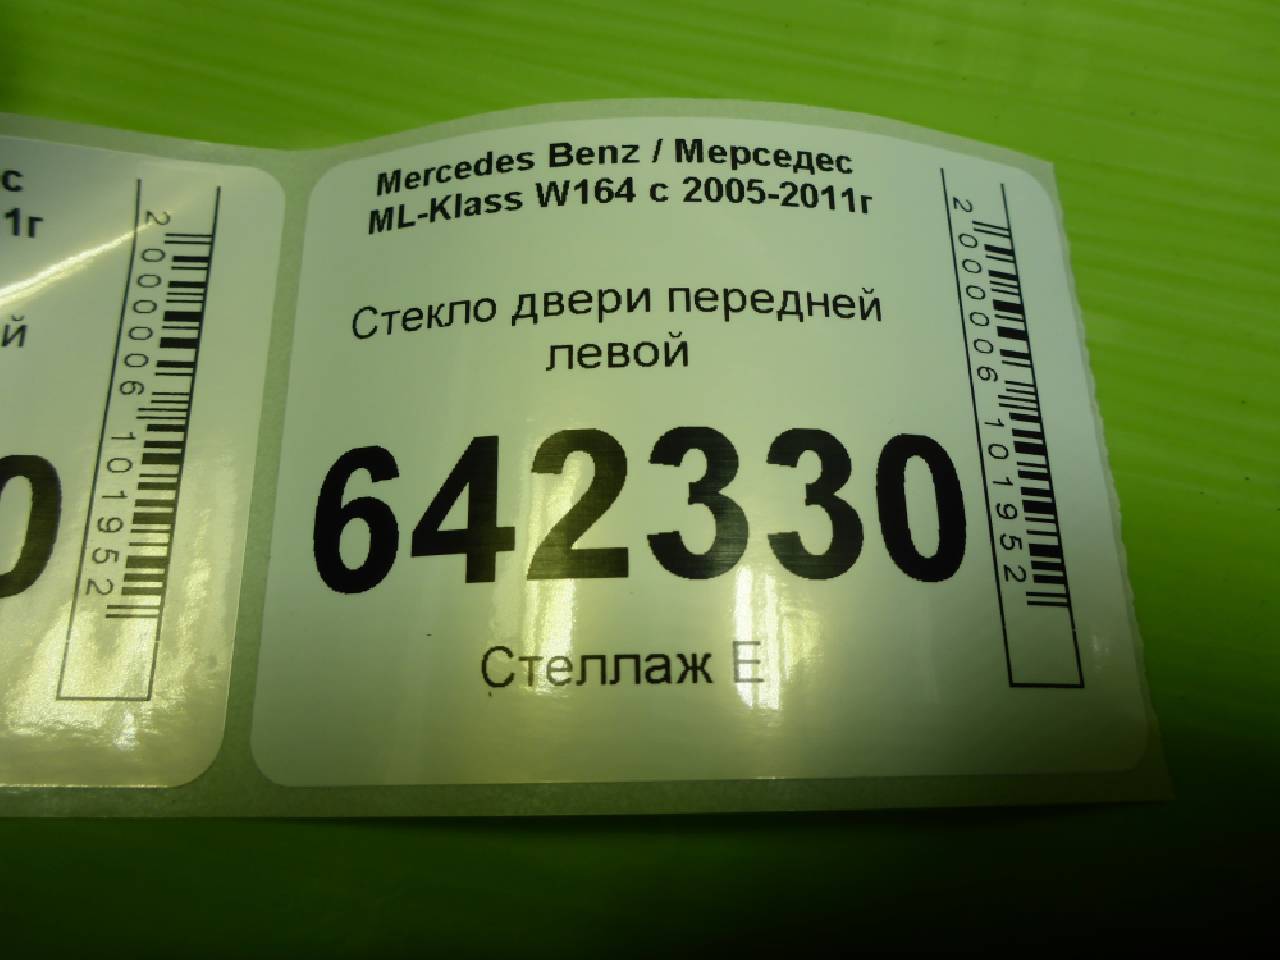 Mercedes Benz / Мерседес
ML-Klass W164 с 2005-2011г
Стекло двери передней
левой
642330
Стеллаж Е
2000006101952
с
1г
й
0
2000006101952